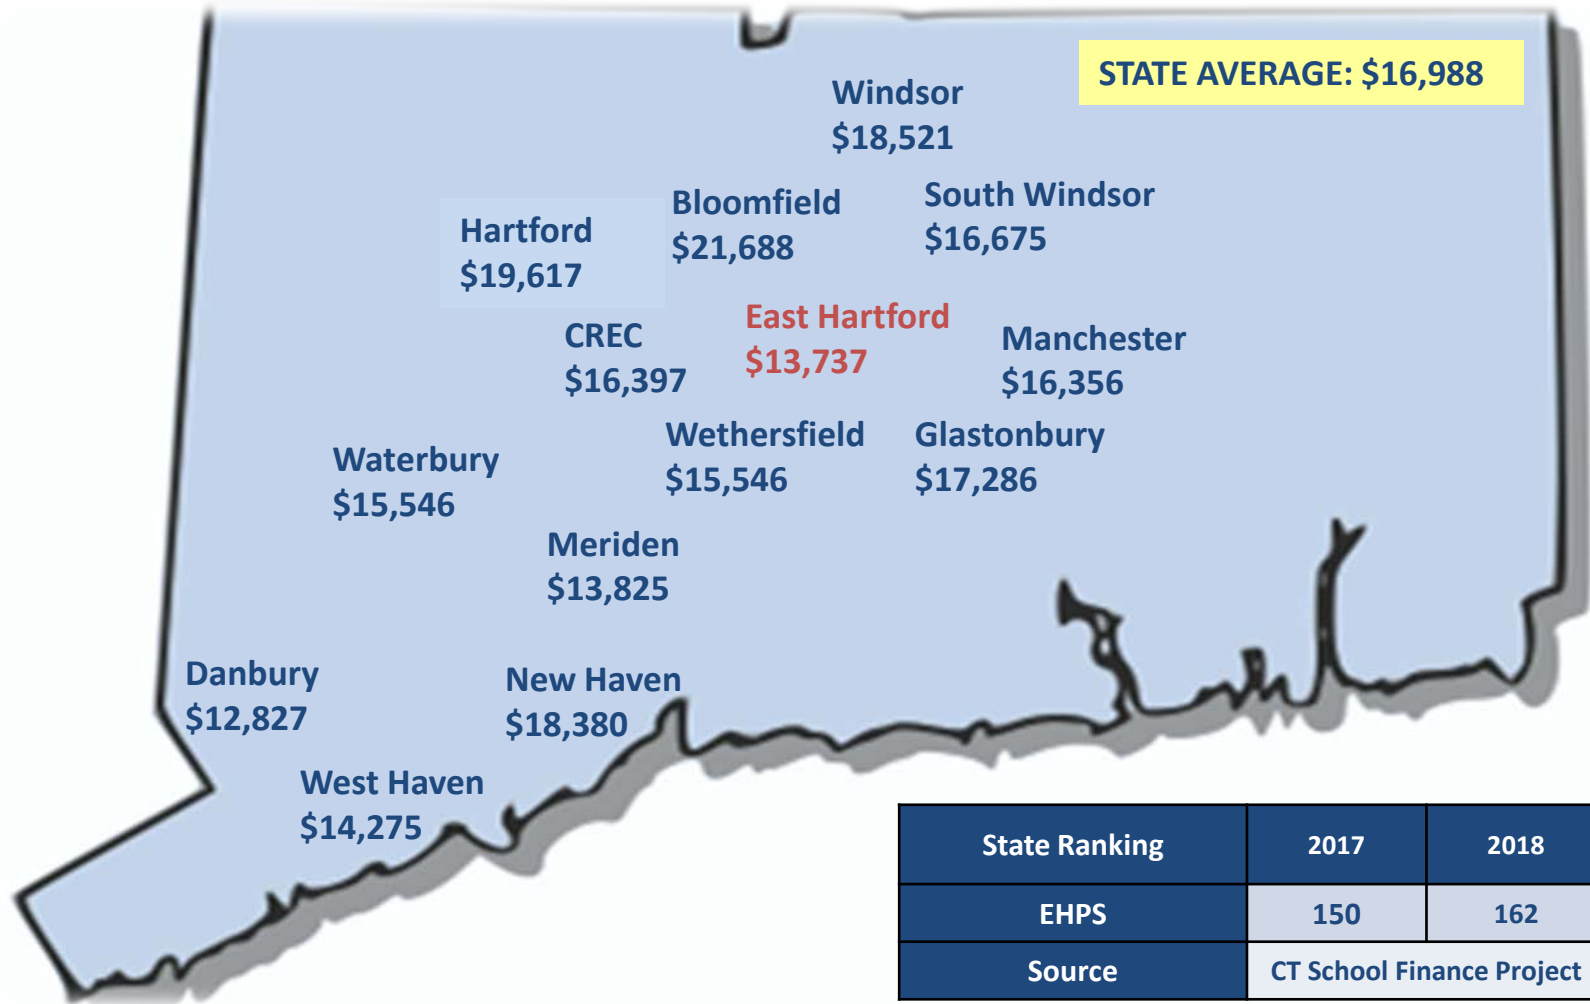 STATE AVERAGE: $16,988
Windsor
$18,521
Bloomfield
$21,688
South Windsor
$16,675
Hartford
$19,617
East Hartford
$13,737
CREC
$16,397
Manchester
$16,356
Wethersfield
$15,546
Glastonbury
$17,286
Waterbury
$15,546
Meriden
$13,825
Danbury
$12,827
New Haven
$18,380
West Haven
$14,275
State Ranking 2017 2018
EHPS 150 162
Source CT School Finance Project